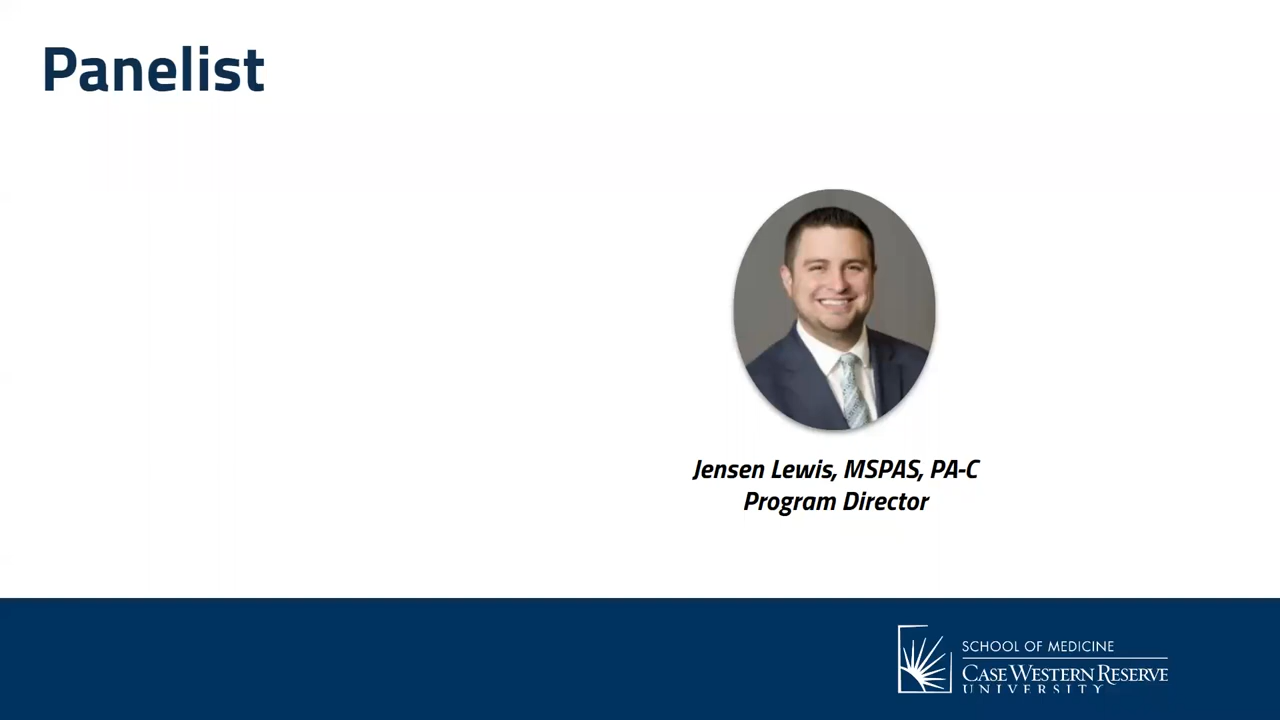 Panelist
Jensen Lewis, MSPAS, PA-C
Program Director
SCHOOL OF MEDICINE
CASE WESTERN RESERVE
UNIVERSITY